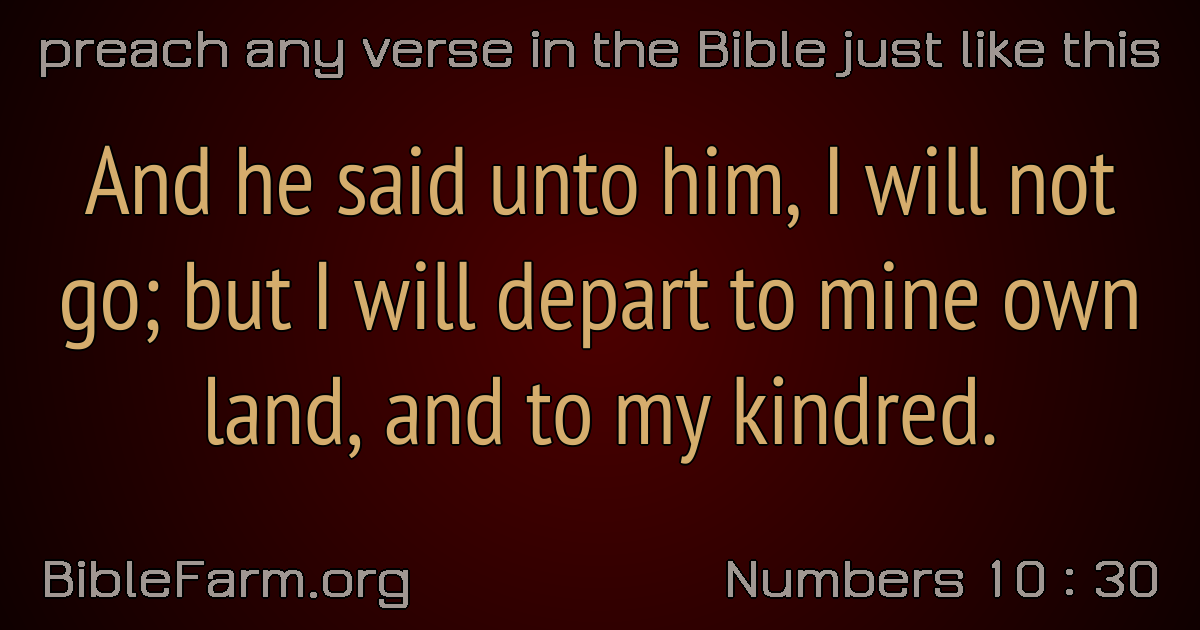 preach any verse in the Bible just like this
And he said unto him, I will not
go; but I will depart to mine own
land, and to my kindred.
BibleFarm.org
Numbers 10 : 30